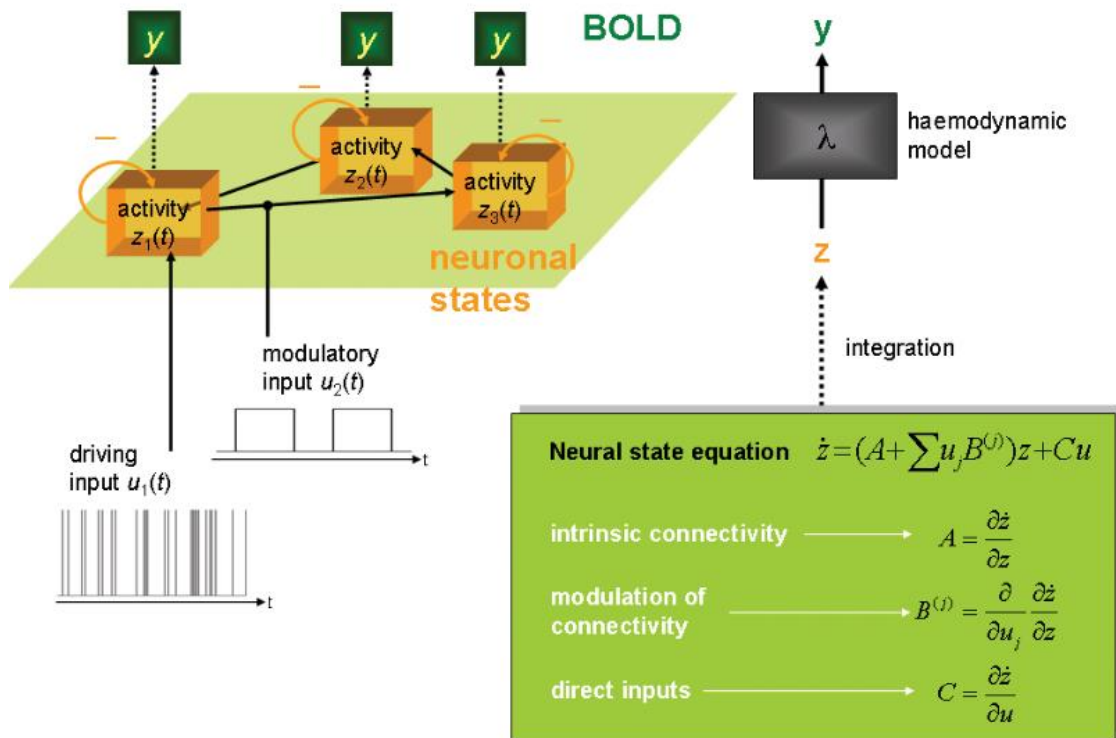 y
y
y
BOLD
activity
z₂(t)
activity
z₃(t)
activity
z₁(t)
neuronal
states
modulatory
input u₂(t)
t
driving
input u₁(t)
t
y
λ
haemodynamic
model
z
integration
Neural state equation ż=(A+∑uⱼB⁽ʲ⁾)z+Cu
intrinsic connectivity A = ∂ż/∂z
modulation of
connectivity B⁽ʲ⁾ = ∂/∂uⱼ ∂ż/∂z
direct inputs C = ∂ż/∂u